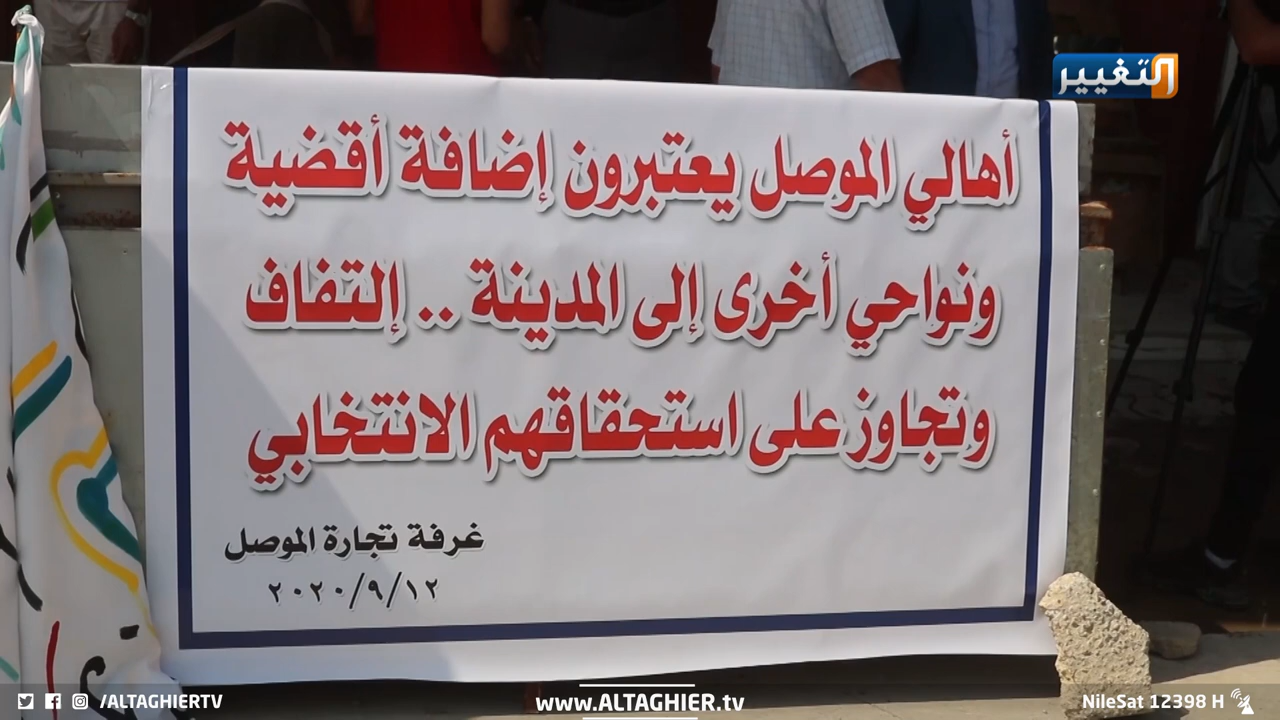 التغيير
أهالي الموصل يعتبرون إضافة أقضية
ونواحي أخرى إلى المدينة .. إلتفاف
وتجاوز على استحقاقهم الانتخابي
غرفة تجارة الموصل
٢٠٢٠/٩/١٢
/ALTAGHIERTV
www.ALTAGHIER.tv
NileSat 12398 H